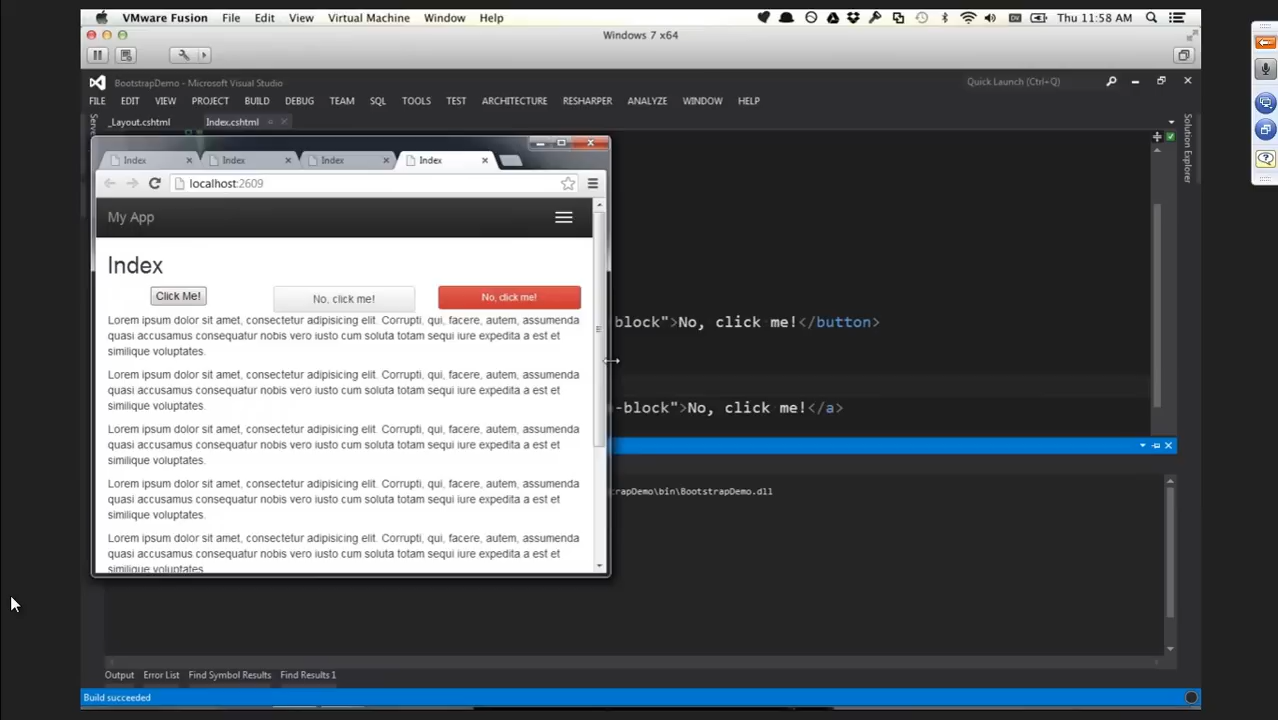 VMware Fusion File Edit View Virtual Machine Window Help Thu 11:58 AM
Windows 7 x64
BootstrapDemo - Microsoft Visual Studio Quick Launch (Ctrl+Q)
FILE EDIT VIEW PROJECT BUILD DEBUG TEAM SQL TOOLS TEST ARCHITECTURE RESHARPER ANALYZE WINDOW HELP
_Layout.cshtml Index.cshtml
Solution Explorer
Index Index Index Index
localhost:2609
My App
Index
Click Me! No, click me! No, click me!
Lorem ipsum dolor sit amet, consectetur adipisicing elit. Corrupti, qui, facere, autem, assumenda
quasi accusamus consequatur nobis vero iusto cum soluta totam sequi iure expedita a est et
similique voluptates.
Lorem ipsum dolor sit amet, consectetur adipisicing elit. Corrupti, qui, facere, autem, assumenda
quasi accusamus consequatur nobis vero iusto cum soluta totam sequi iure expedita a est et
similique voluptates.
Lorem ipsum dolor sit amet, consectetur adipisicing elit. Corrupti, qui, facere, autem, assumenda
quasi accusamus consequatur nobis vero iusto cum soluta totam sequi iure expedita a est et
similique voluptates.
Lorem ipsum dolor sit amet, consectetur adipisicing elit. Corrupti, qui, facere, autem, assumenda
quasi accusamus consequatur nobis vero iusto cum soluta totam sequi iure expedita a est et
similique voluptates.
Lorem ipsum dolor sit amet, consectetur adipisicing elit. Corrupti, qui, facere, autem, assumenda
quasi accusamus consequatur nobis vero iusto cum soluta totam sequi iure expedita a est et
similique voluptates.
block">No, click me!</button>
-block">No, click me!</a>
rapDemo\bin\BootstrapDemo.dll
Output Error List Find Symbol Results Find Results 1
Build succeeded